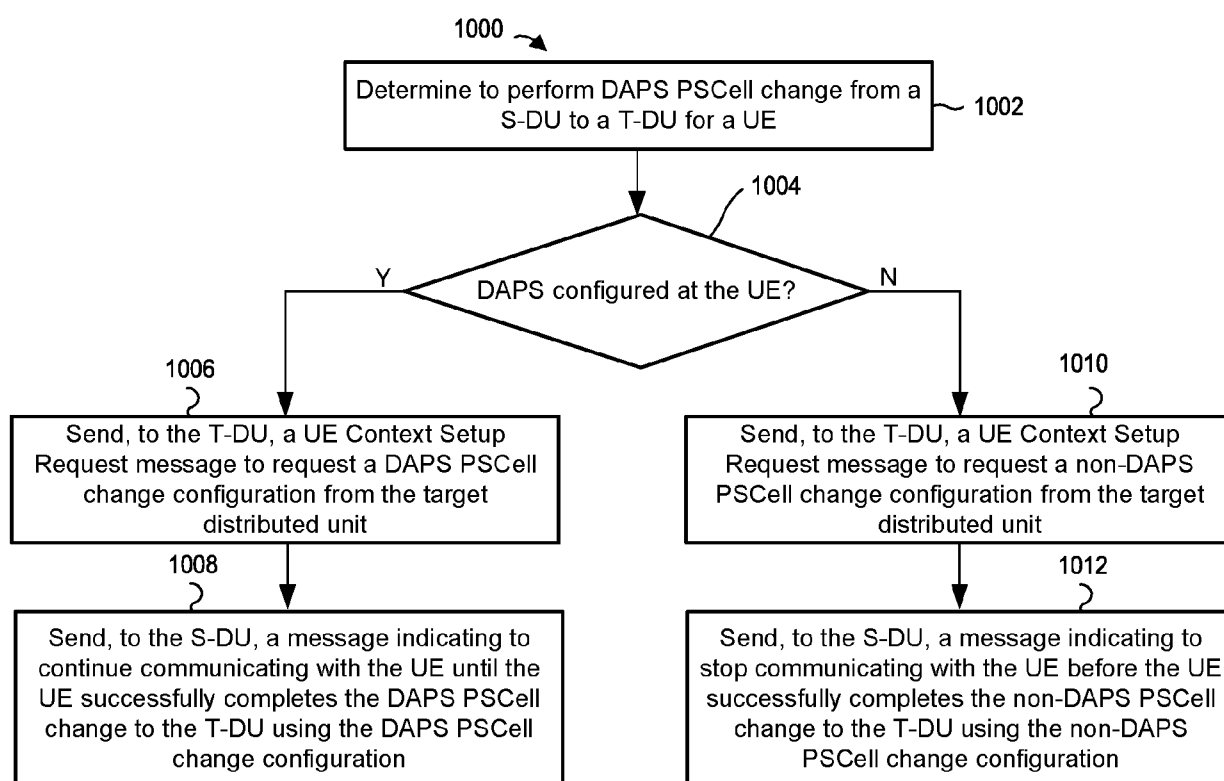 1000
Determine to perform DAPS PSCell change from a
S-DU to a T-DU for a UE
1002
1004
DAPS configured at the UE?
Y
N
1006
Send, to the T-DU, a UE Context Setup
Request message to request a DAPS PSCell
change configuration from the target
distributed unit
1008
Send, to the S-DU, a message indicating to
continue communicating with the UE until the
UE successfully completes the DAPS PSCell
change to the T-DU using the DAPS PSCell
change configuration
1010
Send, to the T-DU, a UE Context Setup
Request message to request a non-DAPS
PSCell change configuration from the target
distributed unit
1012
Send, to the S-DU, a message indicating to
stop communicating with the UE before the UE
successfully completes the non-DAPS PSCell
change to the T-DU using the non-DAPS
PSCell change configuration